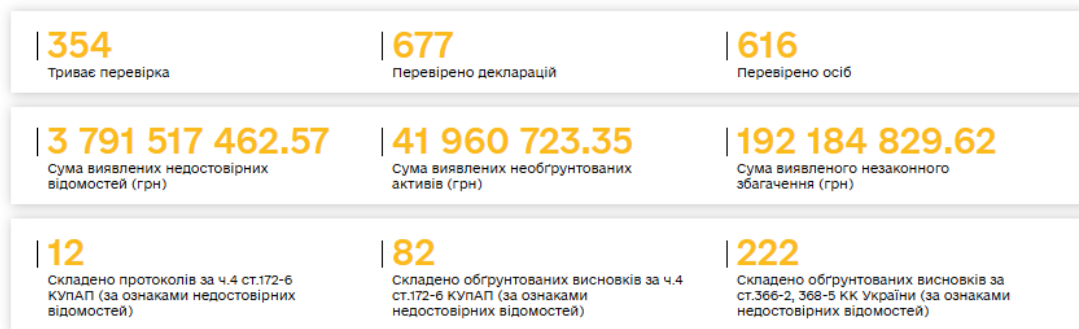 354
677
616
Триває перевірка
Перевірено декларацій
Перевірено осіб
3 791 517 462.57
41 960 723.35
192 184 829.62
Сума виявлених недостовірних
відомостей (грн)
Сума виявлених необґрунтованих
активів (грн)
Сума виявленого незаконного
збагачення (грн)
12
82
222
Складено протоколів за ч.4 ст.172-6
КУпАП (за ознаками недостовірних
відомостей)
Складено обґрунтованих висновків за ч.4
ст.172-6 КУпАП (за ознаками
недостовірних відомостей)
Складено обґрунтованих висновків за
ст.366-2, 368-5 КК України (за ознаками
недостовірних відомостей)